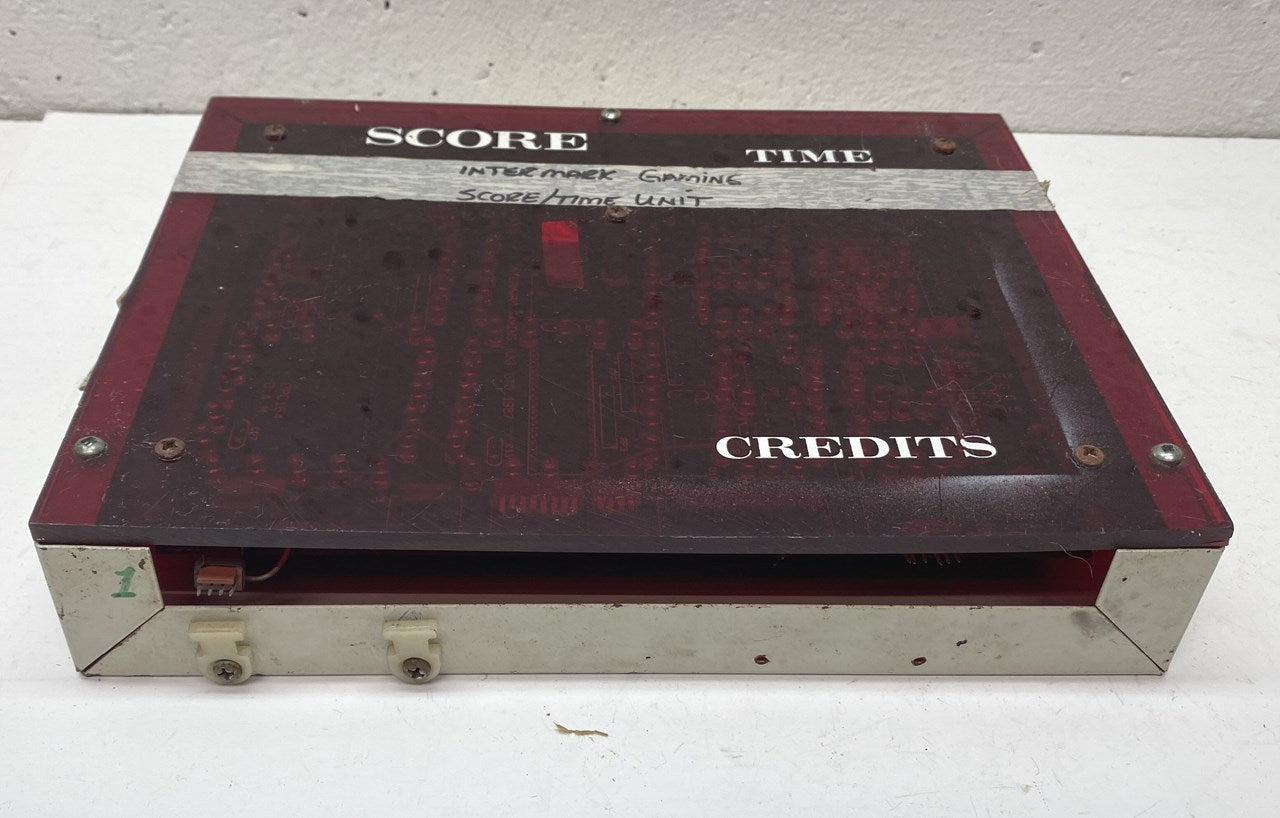 SCORE
TIME
INTERMARK GAMING
SCORE/TIME UNIT
CREDITS
1